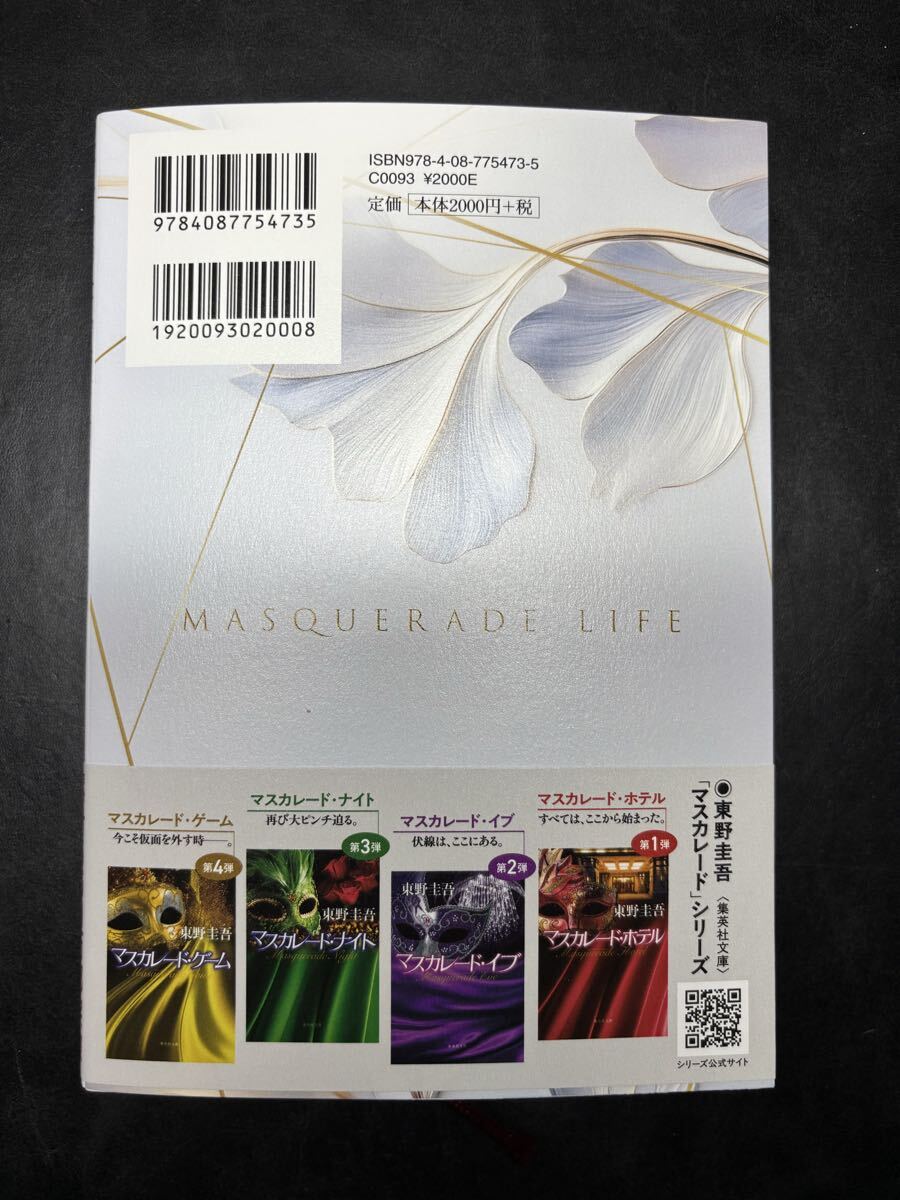 ISBN978-4-08-775473-5
C0093 ¥2000E
定価 本体2000円+税
9784087754735
1920093020008
MASQUERADE LIFE
◉東野圭吾〈集英社文庫〉
「マスカレード」シリーズ
シリーズ公式サイト
マスカレード・ホテル
すべては、ここから始まった。
第1弾
東野圭吾
マスカレード・ホテル
Masquerade Hotel
マスカレード・イブ
伏線は、ここにある。
第2弾
東野圭吾
マスカレード・イブ
Masquerade Eve
マスカレード・ナイト
再び大ピンチ迫る。
第3弾
東野圭吾
マスカレード・ナイト
Masquerade Night
マスカレード・ゲーム
今こそ仮面を外す時――。
第4弾
東野圭吾
マスカレード・ゲーム